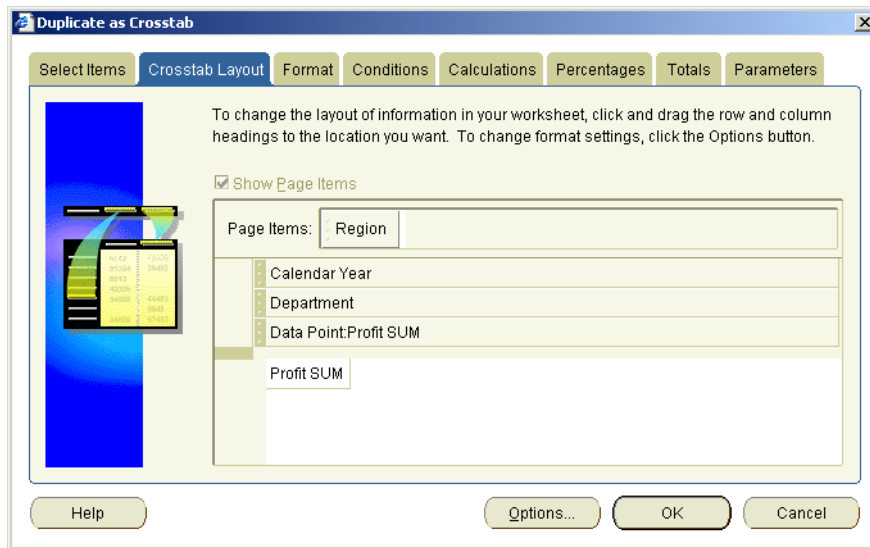 Duplicate as Crosstab
Select Items Crosstab Layout Format Conditions Calculations Percentages Totals Parameters
To change the layout of information in your worksheet, click and drag the row and column
headings to the location you want. To change format settings, click the Options button.
Show Page Items
Page Items: Region
Calendar Year
Department
Data Point:Profit SUM
Profit SUM
Help Options... OK Cancel